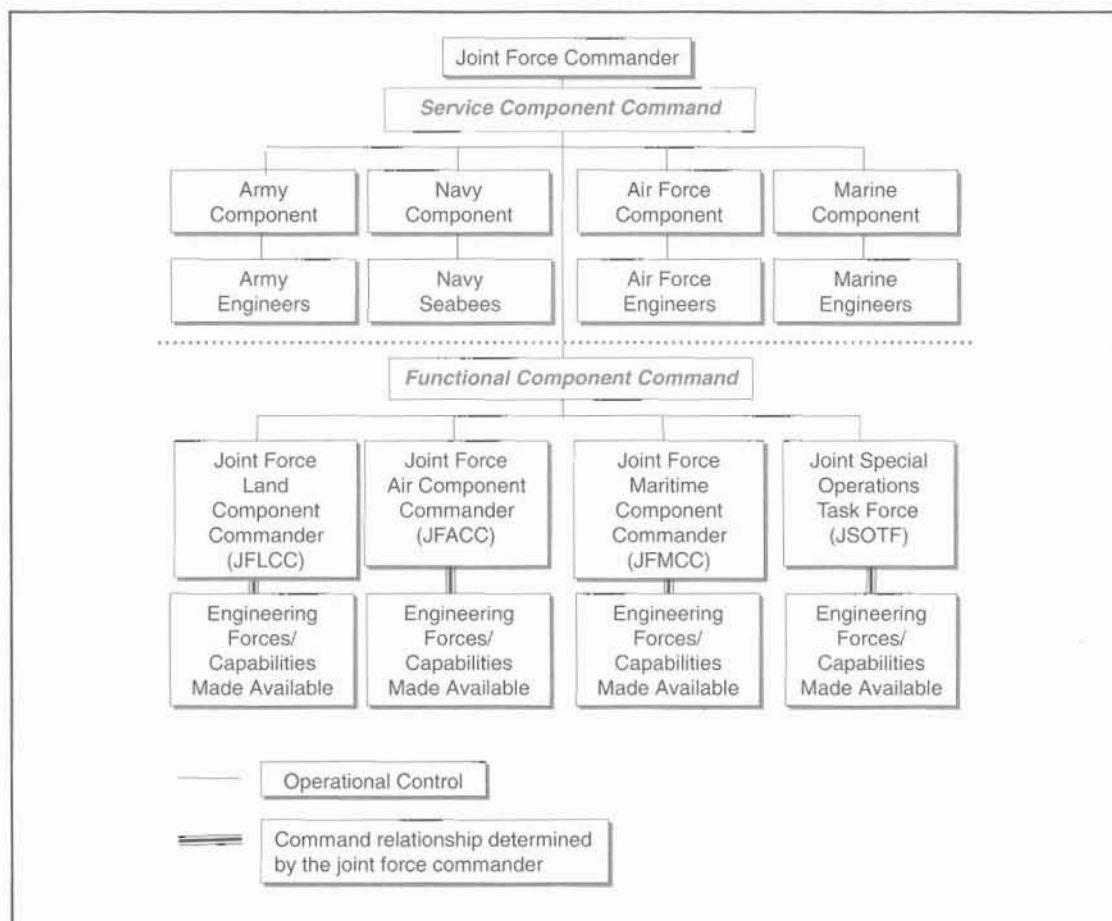 Joint Force Commander
Service Component Command
Army
Component
Navy
Component
Air Force
Component
Marine
Component
Army
Engineers
Navy
Seabees
Air Force
Engineers
Marine
Engineers
Functional Component Command
Joint Force
Land
Component
Commander
(JFLCC)
Joint Force
Air Component
Commander
(JFACC)
Joint Force
Maritime
Component
Commander
(JFMCC)
Joint Special
Operations
Task Force
(JSOTF)
Engineering
Forces/
Capabilities
Made Available
Engineering
Forces/
Capabilities
Made Available
Engineering
Forces/
Capabilities
Made Available
Engineering
Forces/
Capabilities
Made Available
Operational Control
Command relationship determined
by the joint force commander